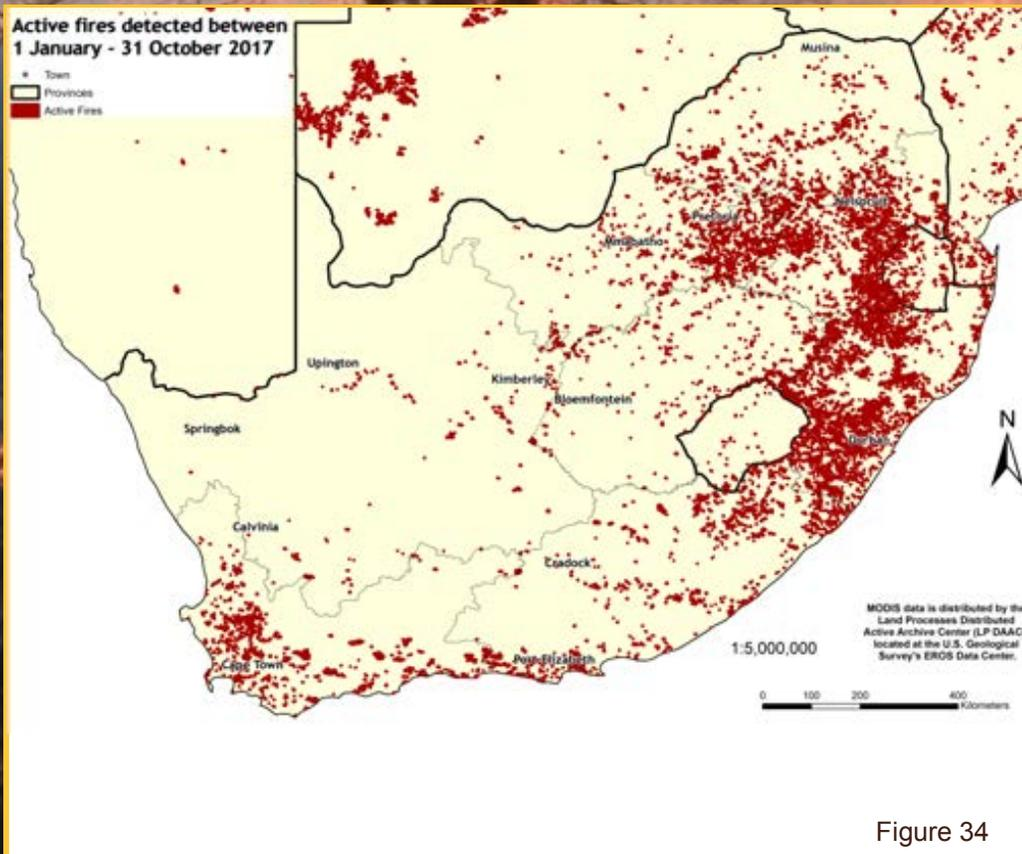 Active fires detected between
1 January - 31 October 2017
Town
Provinces
Active Fires
Musina
Nelspruit
Pretoria
Mmabatho
Upington
Kimberley
Bloemfontein
Springbok
Durban
N
Calvinia
Cradock
MODIS data is distributed by the
Land Processes Distributed
Active Archive Center (LP DAAC)
located at the U.S. Geological
Survey's EROS Data Center.
1:5,000,000
Cape Town
Port Elizabeth
0 100 200 400
Kilometers
Figure 34